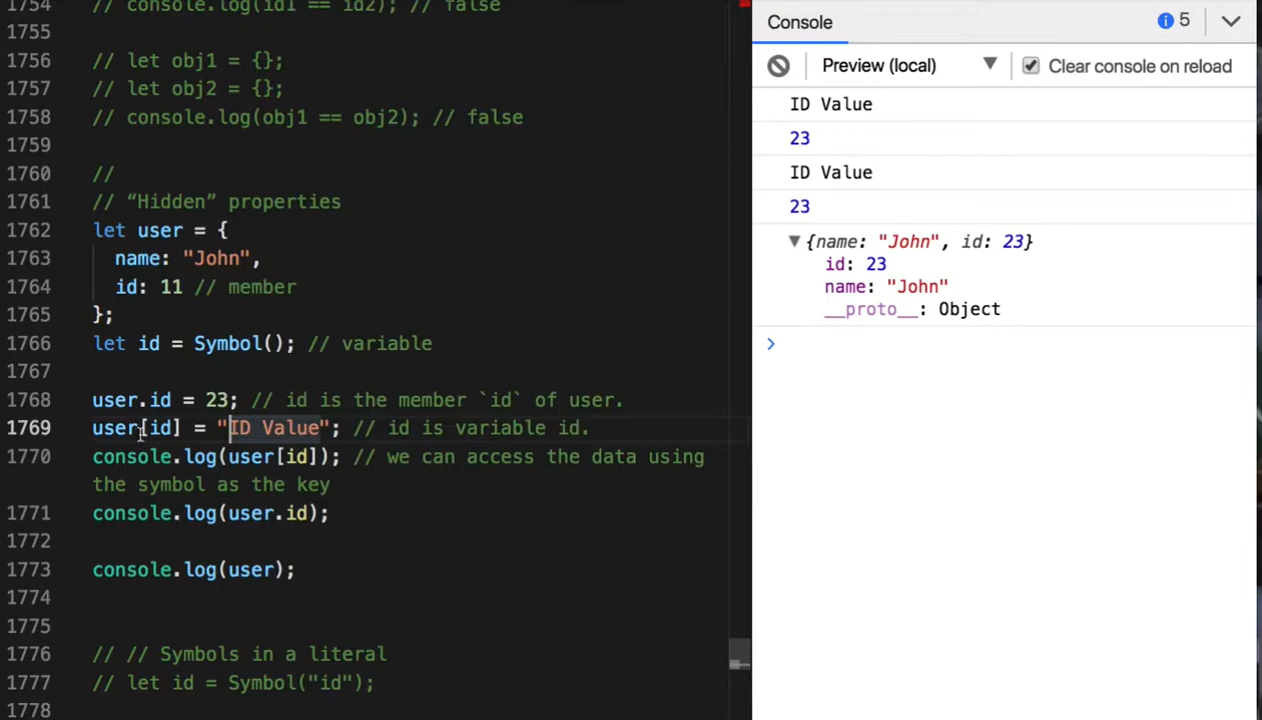 1754 // console.log(id1 == id2); // false
1755
1756 // let obj1 = {};
1757 // let obj2 = {};
1758 // console.log(obj1 == obj2); // false
1759
1760 //
1761 // “Hidden” properties
1762 let user = {
1763 name: "John",
1764 id: 11 // member
1765 };
1766 let id = Symbol(); // variable
1767
1768 user.id = 23; // id is the member `id` of user.
1769 user[id] = "ID Value"; // id is variable id.
1770 console.log(user[id]); // we can access the data using
the symbol as the key
1771 console.log(user.id);
1772
1773 console.log(user);
1774
1775
1776 // // Symbols in a literal
1777 // let id = Symbol("id");
1778
Console
5
Preview (local)
Clear console on reload
ID Value
23
ID Value
23
{name: "John", id: 23}
id: 23
name: "John"
__proto__: Object
>